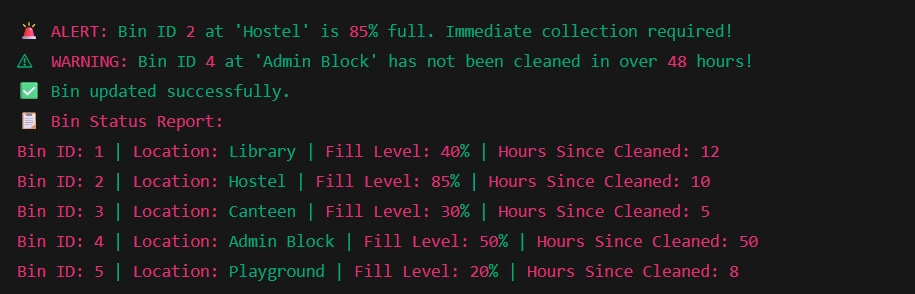 🚨 ALERT: Bin ID 2 at 'Hostel' is 85% full. Immediate collection required!
⚠ WARNING: Bin ID 4 at 'Admin Block' has not been cleaned in over 48 hours!
✅ Bin updated successfully.
📋 Bin Status Report:
Bin ID: 1 | Location: Library | Fill Level: 40% | Hours Since Cleaned: 12
Bin ID: 2 | Location: Hostel | Fill Level: 85% | Hours Since Cleaned: 10
Bin ID: 3 | Location: Canteen | Fill Level: 30% | Hours Since Cleaned: 5
Bin ID: 4 | Location: Admin Block | Fill Level: 50% | Hours Since Cleaned: 50
Bin ID: 5 | Location: Playground | Fill Level: 20% | Hours Since Cleaned: 8